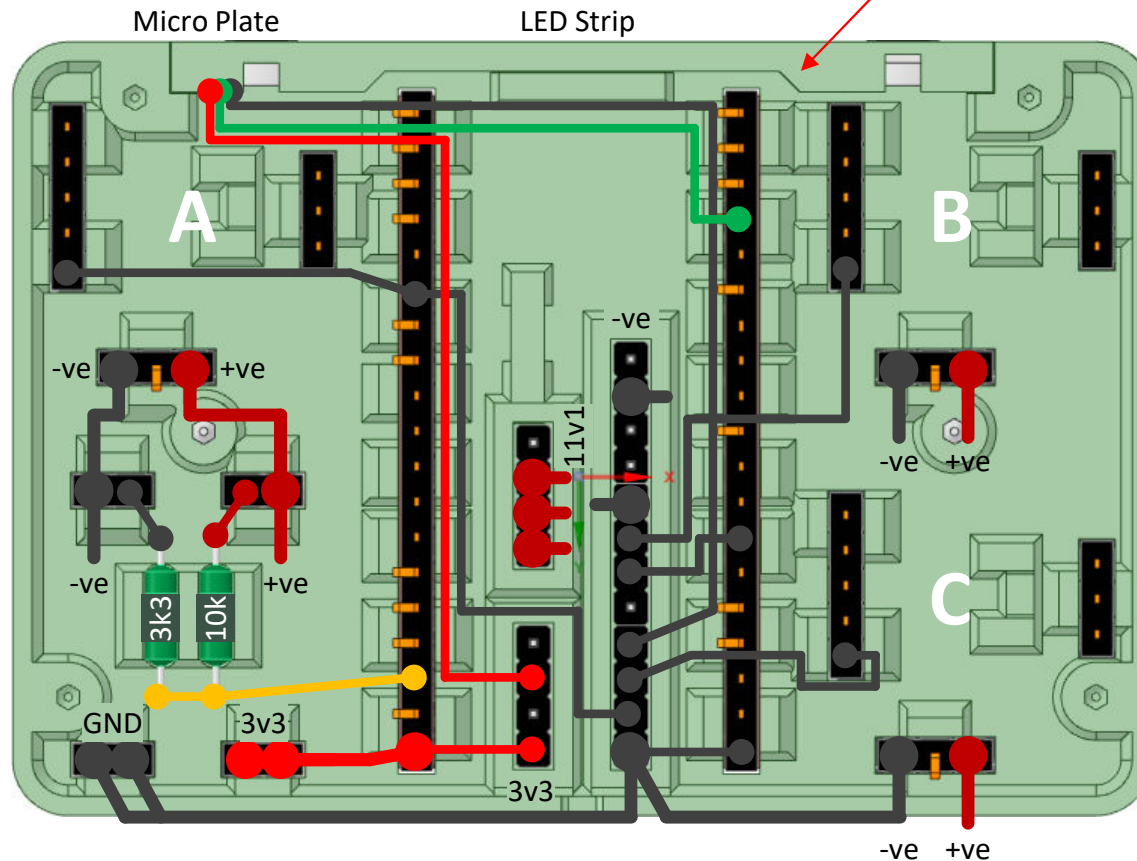 Micro Plate
LED Strip
A
B
-ve
-ve
+ve
11v1
x
-ve
+ve
-ve
+ve
3k3
10k
C
GND
3v3
3v3
-ve
+ve